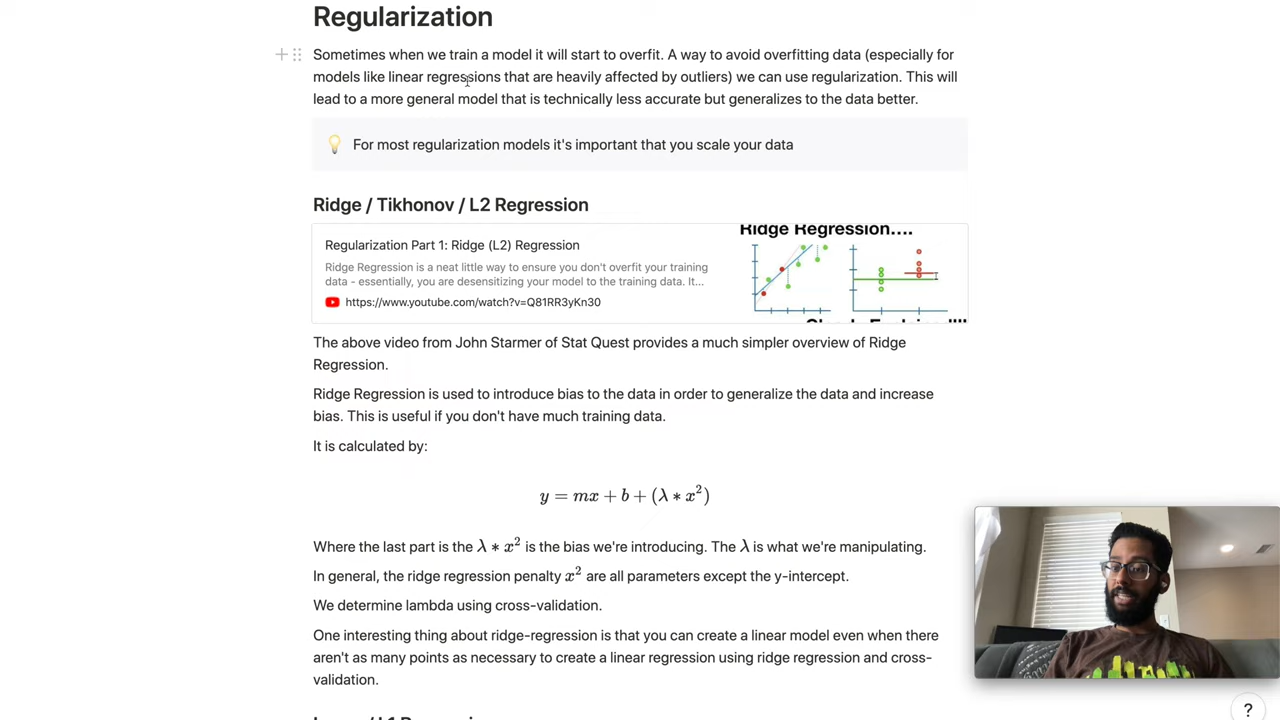 Regularization
Sometimes when we train a model it will start to overfit. A way to avoid overfitting data (especially for
models like linear regressions that are heavily affected by outliers) we can use regularization. This will
lead to a more general model that is technically less accurate but generalizes to the data better.
For most regularization models it's important that you scale your data
Ridge / Tikhonov / L2 Regression
Regularization Part 1: Ridge (L2) Regression
Ridge Regression is a neat little way to ensure you don't overfit your training
data - essentially, you are desensitizing your model to the training data. It...
https://www.youtube.com/watch?v=Q81RR3yKn30
Ridge Regression....
The above video from John Starmer of Stat Quest provides a much simpler overview of Ridge
Regression.
Ridge Regression is used to introduce bias to the data in order to generalize the data and increase
bias. This is useful if you don't have much training data.
It is calculated by:
y = mx + b + (λ ∗ x²)
Where the last part is the λ ∗ x² is the bias we're introducing. The λ is what we're manipulating.
In general, the ridge regression penalty x² are all parameters except the y-intercept.
We determine lambda using cross-validation.
One interesting thing about ridge-regression is that you can create a linear model even when there
aren't as many points as necessary to create a linear regression using ridge regression and cross-
validation.
?